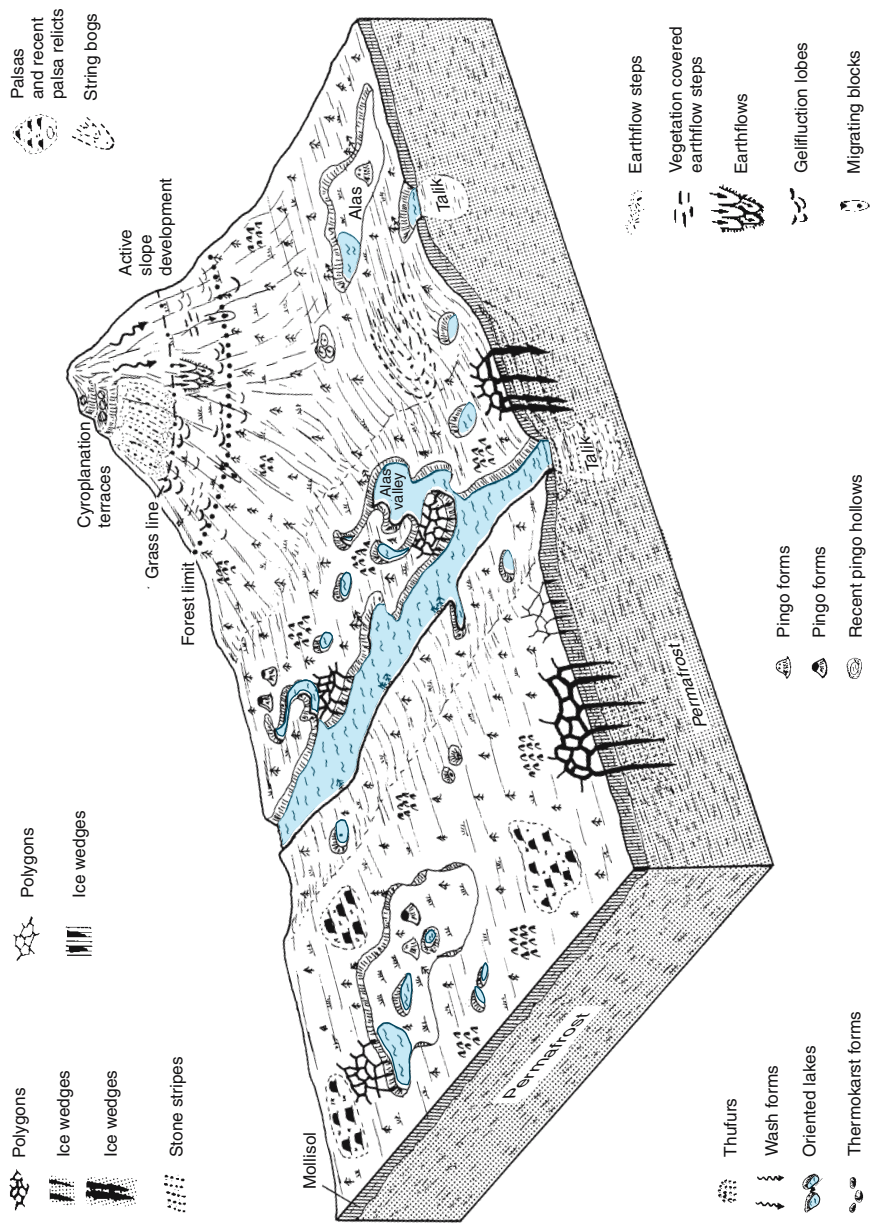 Polygons
Ice wedges
Ice wedges
Stone stripes
Polygons
Ice wedges
Palsas
and recent
palsa relicts
String bogs
Mollisol
Forest limit
Grass line
Cyroplanation
terraces
Active
slope
development
Alas
Alas
valley
Talik
Talik
Permafrost
Permafrost
Thufurs
Wash forms
Oriented lakes
Thermokarst forms
Pingo forms
Pingo forms
Recent pingo hollows
Earthflow steps
Vegetation covered
earthflow steps
Earthflows
Gelifluction lobes
Migrating blocks